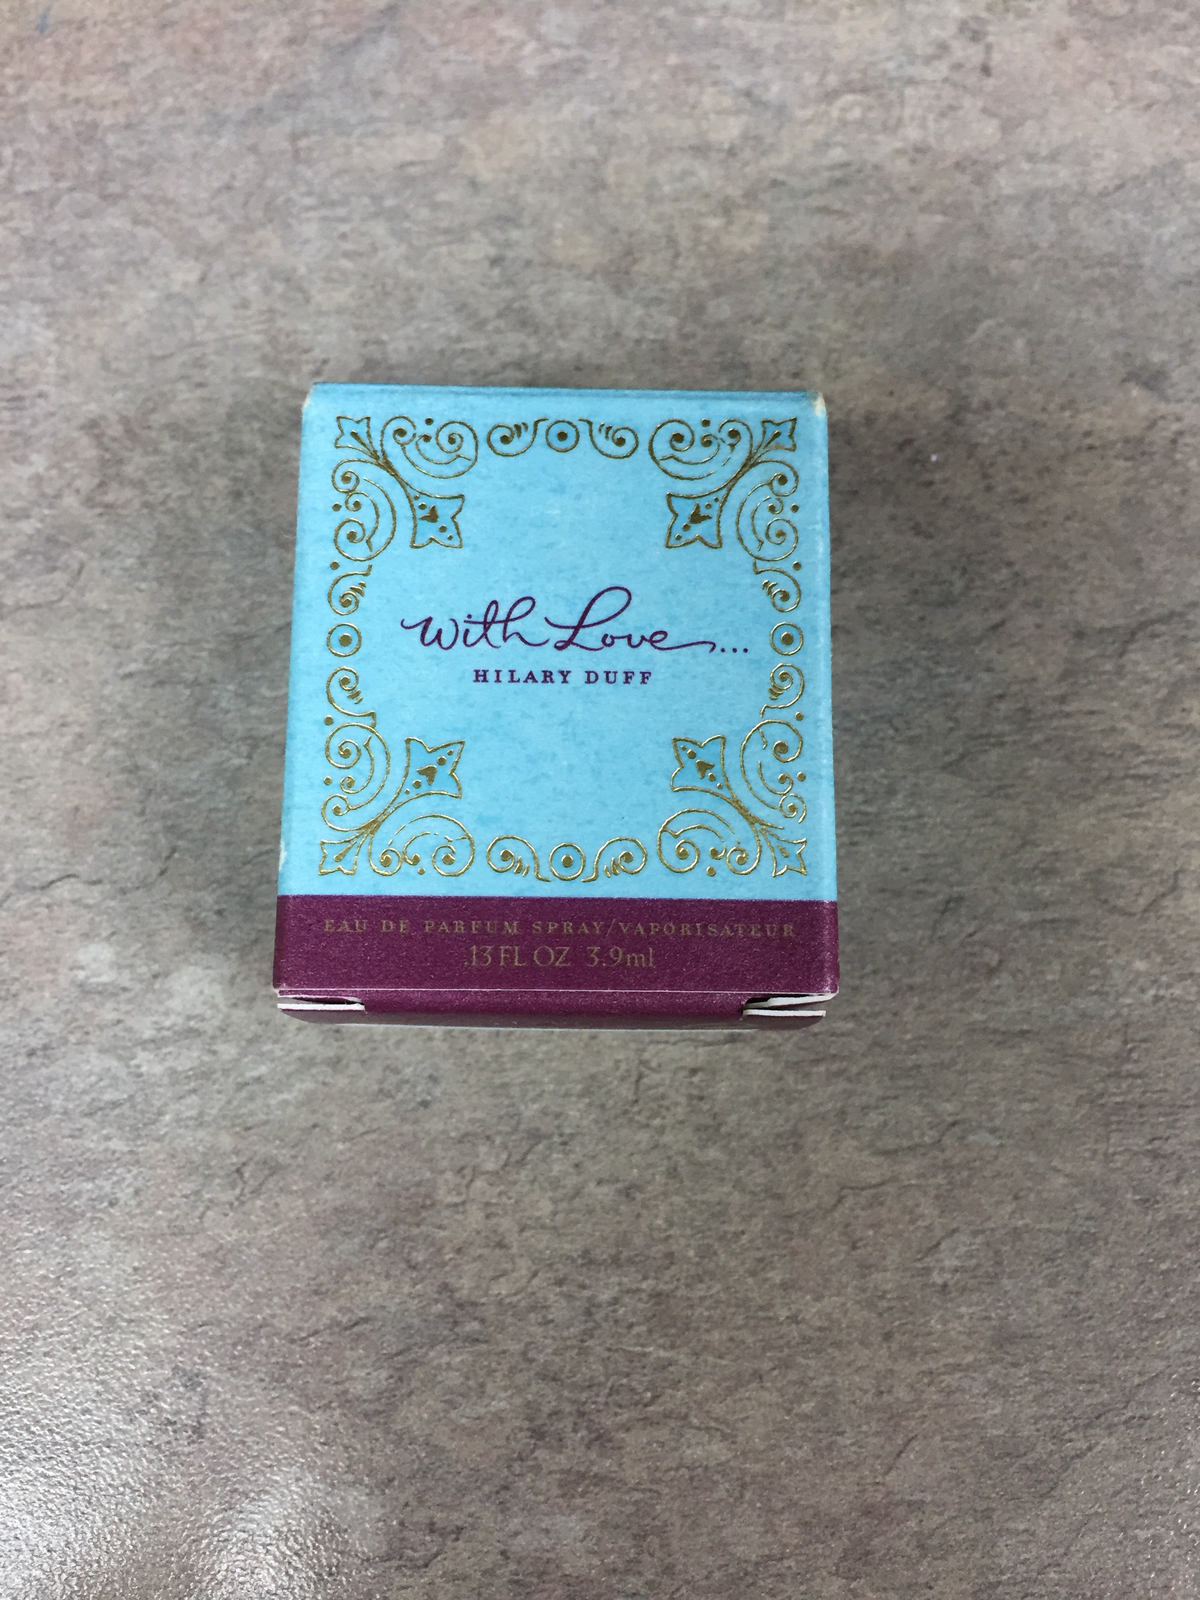 with Love...
HILARY DUFF
EAU DE PARFUM SPRAY/VAPORISATEUR
.13 FL OZ 3.9ml